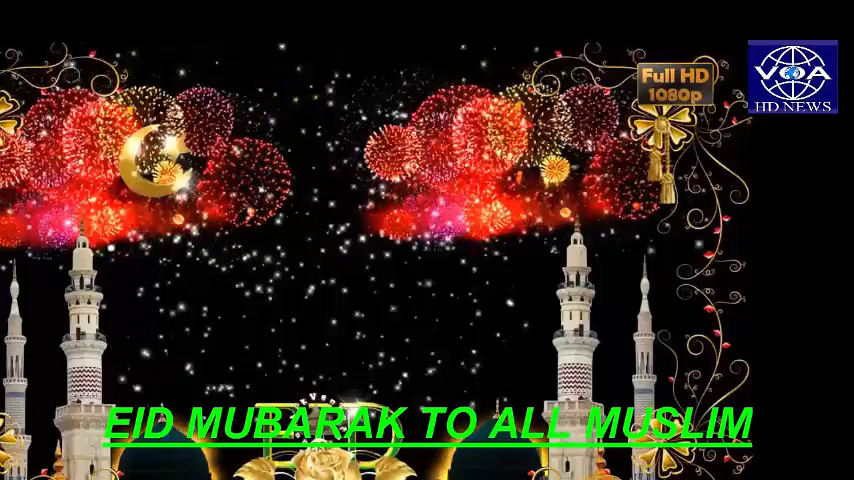 Full HD
1080p
VOA
HD NEWS
EID MUBARAK TO ALL MUSLIM